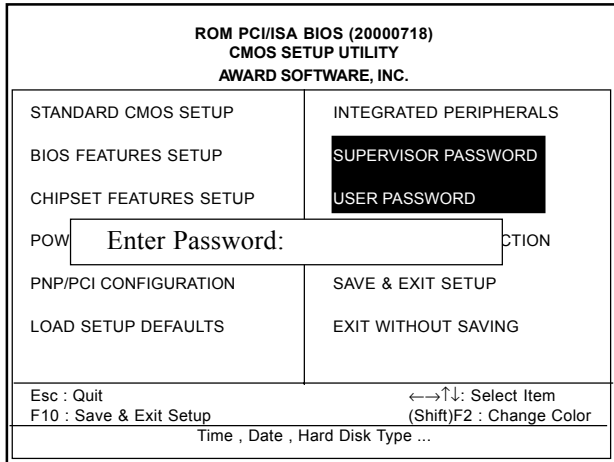 ROM PCI/ISA BIOS (20000718)
CMOS SETUP UTILITY
AWARD SOFTWARE, INC.
STANDARD CMOS SETUP
BIOS FEATURES SETUP
CHIPSET FEATURES SETUP
POW
PNP/PCI CONFIGURATION
LOAD SETUP DEFAULTS
INTEGRATED PERIPHERALS
SUPERVISOR PASSWORD
USER PASSWORD
CTION
SAVE & EXIT SETUP
EXIT WITHOUT SAVING
Enter Password:
Esc : Quit
F10 : Save & Exit Setup
←→↑↓: Select Item
(Shift)F2 : Change Color
Time , Date , Hard Disk Type ...